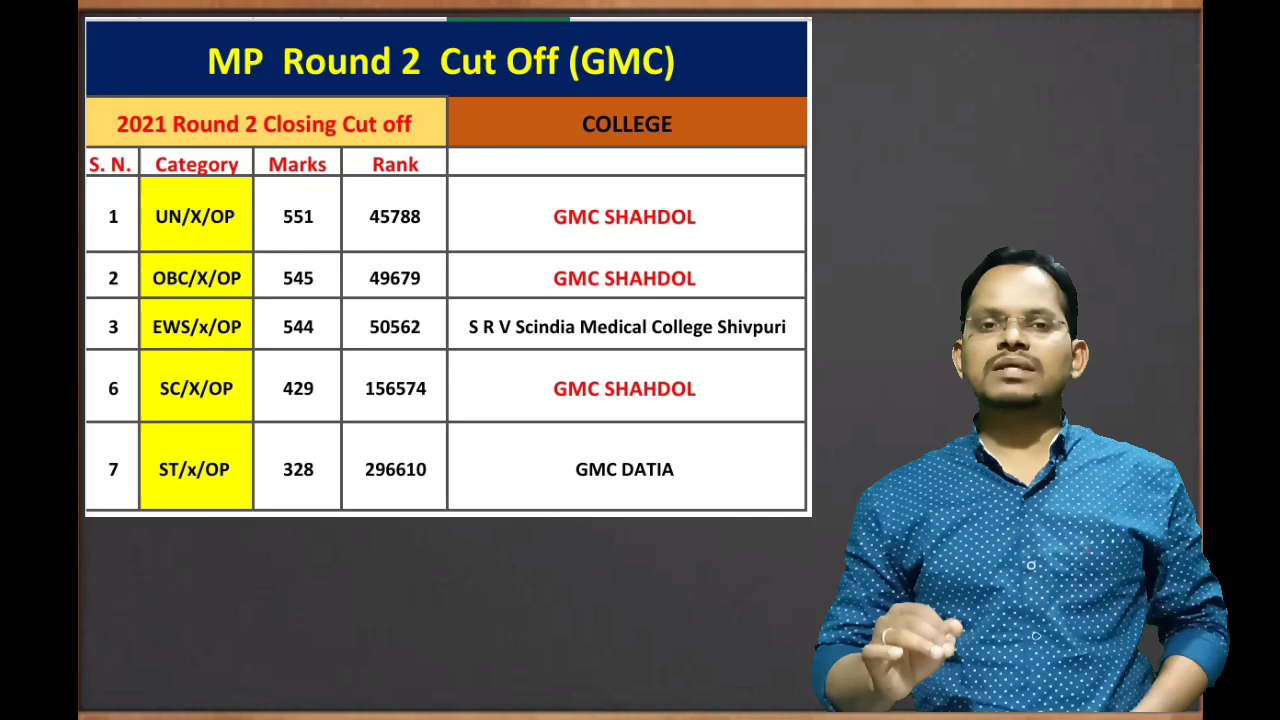 MP Round 2 Cut Off (GMC)
2021 Round 2 Closing Cut off COLLEGE
S. N. Category Marks Rank
1 UN/X/OP 551 45788 GMC SHAHDOL
2 OBC/X/OP 545 49679 GMC SHAHDOL
3 EWS/x/OP 544 50562 S R V Scindia Medical College Shivpuri
6 SC/X/OP 429 156574 GMC SHAHDOL
7 ST/x/OP 328 296610 GMC DATIA